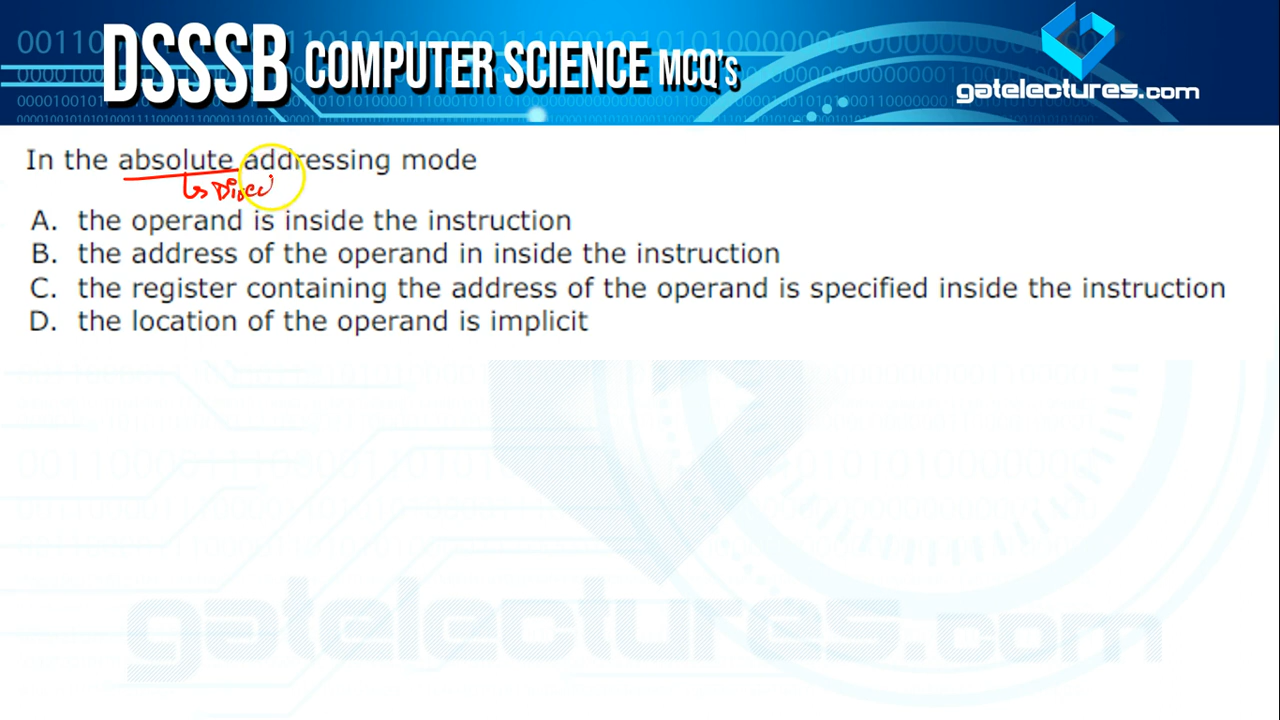 DSSSB COMPUTER SCIENCE MCQ's
gatelectures.com
In the absolute addressing mode
A. the operand is inside the instruction
B. the address of the operand in inside the instruction
C. the register containing the address of the operand is specified inside the instruction
D. the location of the operand is implicit
gatelectures.com